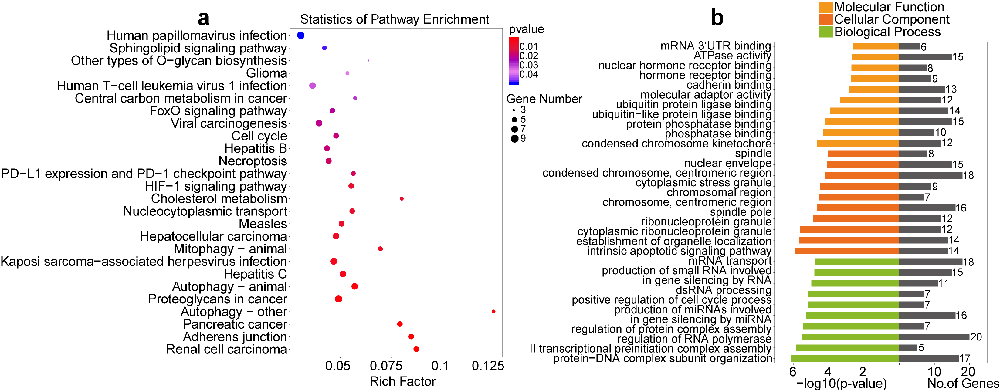 a
Statistics of Pathway Enrichment
Human papillomavirus infection
Sphingolipid signaling pathway
Other types of O−glycan biosynthesis
Glioma
Human T−cell leukemia virus 1 infection
Central carbon metabolism in cancer
FoxO signaling pathway
Viral carcinogenesis
Cell cycle
Hepatitis B
Necroptosis
PD−L1 expression and PD−1 checkpoint pathway
HIF−1 signaling pathway
Cholesterol metabolism
Nucleocytoplasmic transport
Measles
Hepatocellular carcinoma
Mitophagy − animal
Kaposi sarcoma−associated herpesvirus infection
Hepatitis C
Autophagy − animal
Proteoglycans in cancer
Autophagy − other
Pancreatic cancer
Adherens junction
Renal cell carcinoma
0.05 0.075 0.1 0.125
Rich Factor
pvalue
0.01
0.02
0.03
0.04
Gene Number
3
5
7
9
b
Molecular Function
Cellular Component
Biological Process
mRNA 3‘UTR binding
ATPase activity
nuclear hormone receptor binding
hormone receptor binding
cadherin binding
molecular adaptor activity
ubiquitin protein ligase binding
ubiquitin−like protein ligase binding
protein phosphatase binding
phosphatase binding
condensed chromosome kinetochore
spindle
nuclear envelope
condensed chromosome, centromeric region
cytoplasmic stress granule
chromosomal region
chromosome, centromeric region
spindle pole
ribonucleoprotein granule
cytoplasmic ribonucleoprotein granule
establishment of organelle localization
intrinsic apoptotic signaling pathway
mRNA transport
production of small RNA involved
in gene silencing by RNA
dsRNA processing
positive regulation of cell cycle process
production of miRNAs involved
in gene silencing by miRNA
regulation of protein complex assembly
regulation of RNA polymerase
II transcriptional preinitiation complex assembly
protein−DNA complex subunit organization
6
15
8
9
13
12
14
15
10
12
8
15
18
9
7
16
12
12
14
14
18
15
11
7
7
16
7
20
5
17
6 4 2 10 20
−log10(p−value) No.of Genes